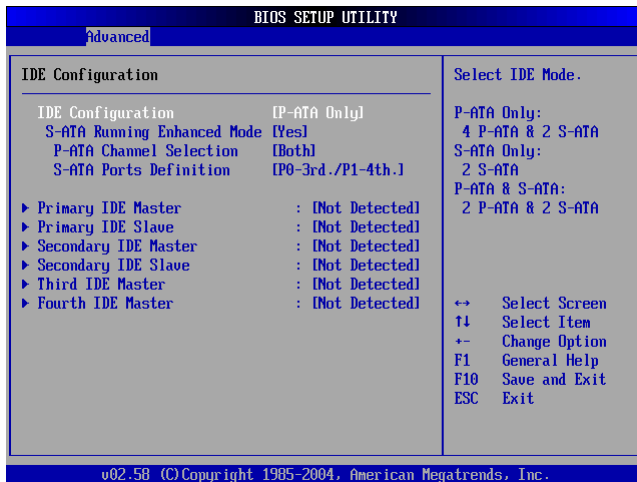 BIOS SETUP UTILITY
Advanced
IDE Configuration
IDE Configuration [P-ATA Only]
S-ATA Running Enhanced Mode [Yes]
P-ATA Channel Selection [Both]
S-ATA Ports Definition [P0-3rd./P1-4th.]
▶ Primary IDE Master : [Not Detected]
▶ Primary IDE Slave : [Not Detected]
▶ Secondary IDE Master : [Not Detected]
▶ Secondary IDE Slave : [Not Detected]
▶ Third IDE Master : [Not Detected]
▶ Fourth IDE Master : [Not Detected]
Select IDE Mode.
P-ATA Only:
4 P-ATA & 2 S-ATA
S-ATA Only:
2 S-ATA
P-ATA & S-ATA:
2 P-ATA & 2 S-ATA
↔ Select Screen
↑↓ Select Item
+- Change Option
F1 General Help
F10 Save and Exit
ESC Exit
v02.58 (C)Copyright 1985-2004, American Megatrends, Inc.